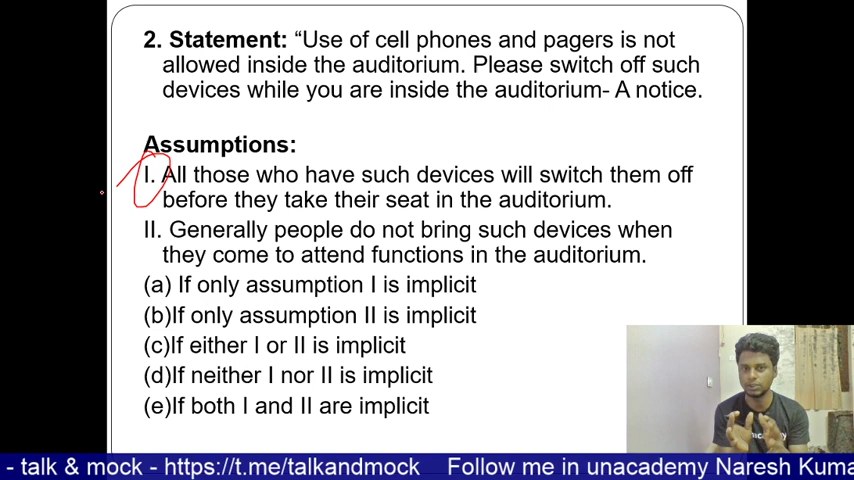 2. Statement: “Use of cell phones and pagers is not
allowed inside the auditorium. Please switch off such
devices while you are inside the auditorium- A notice.
Assumptions:
I. All those who have such devices will switch them off
before they take their seat in the auditorium.
II. Generally people do not bring such devices when
they come to attend functions in the auditorium.
(a) If only assumption I is implicit
(b)If only assumption II is implicit
(c)If either I or II is implicit
(d)If neither I nor II is implicit
(e)If both I and II are implicit
- talk & mock - https://t.me/talkandmock Follow me in unacademy Naresh Kuma